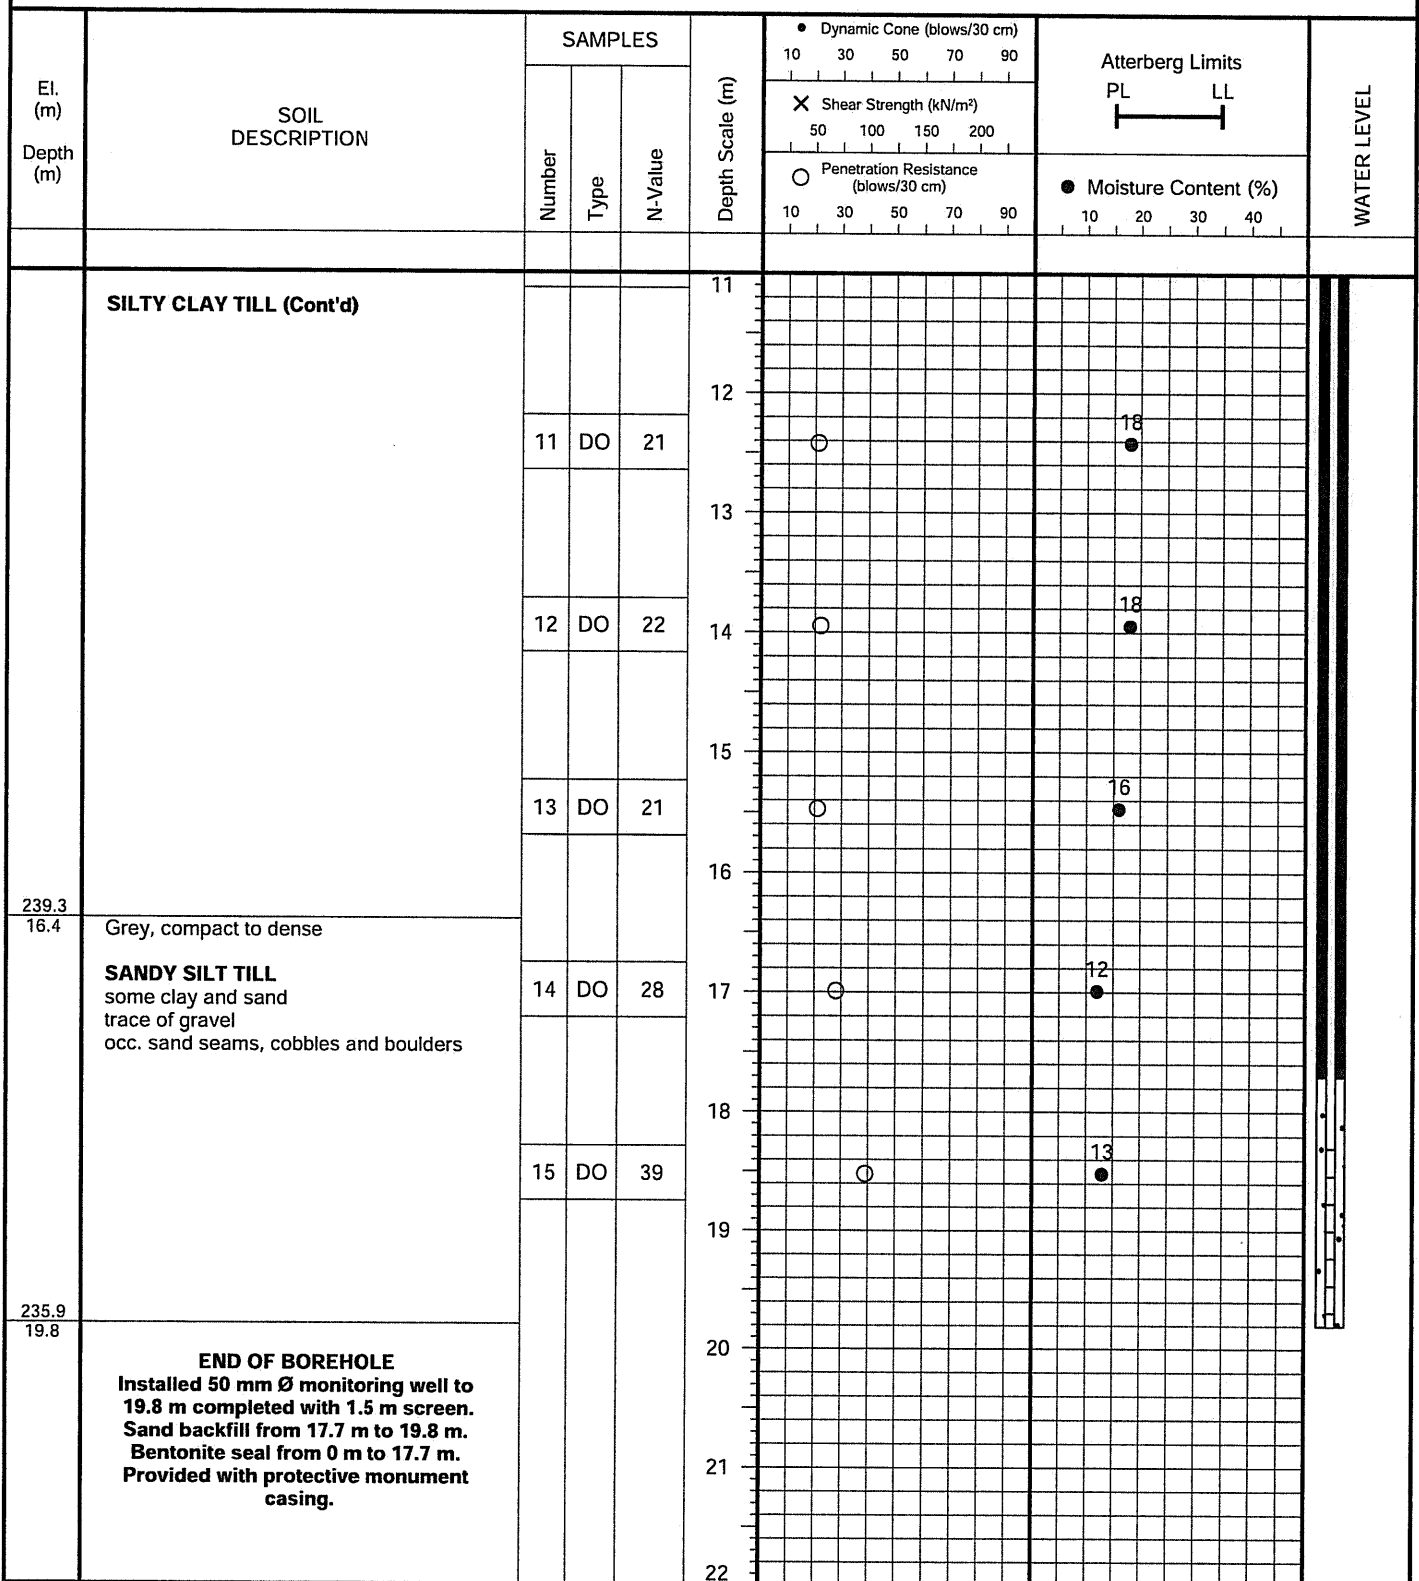 El.
(m)
Depth
(m)
SOIL
DESCRIPTION
SAMPLES
Number
Type
N-Value
Depth Scale (m)
• Dynamic Cone (blows/30 cm)
10 30 50 70 90
X Shear Strength (kN/m²)
50 100 150 200
Penetration Resistance
(blows/30 cm)
10 30 50 70 90
Atterberg Limits
PL LL
● Moisture Content (%)
10 20 30 40
WATER LEVEL
11
SILTY CLAY TILL (Cont'd)
12
11 DO 21
18
13
12 DO 22
18
14
15
13 DO 21
16
16
239.3
16.4
Grey, compact to dense
SANDY SILT TILL
some clay and sand
trace of gravel
occ. sand seams, cobbles and boulders
14 DO 28
17
12
18
15 DO 39
13
19
235.9
19.8
20
END OF BOREHOLE
Installed 50 mm Ø monitoring well to
19.8 m completed with 1.5 m screen.
Sand backfill from 17.7 m to 19.8 m.
Bentonite seal from 0 m to 17.7 m.
Provided with protective monument
casing.
21
22